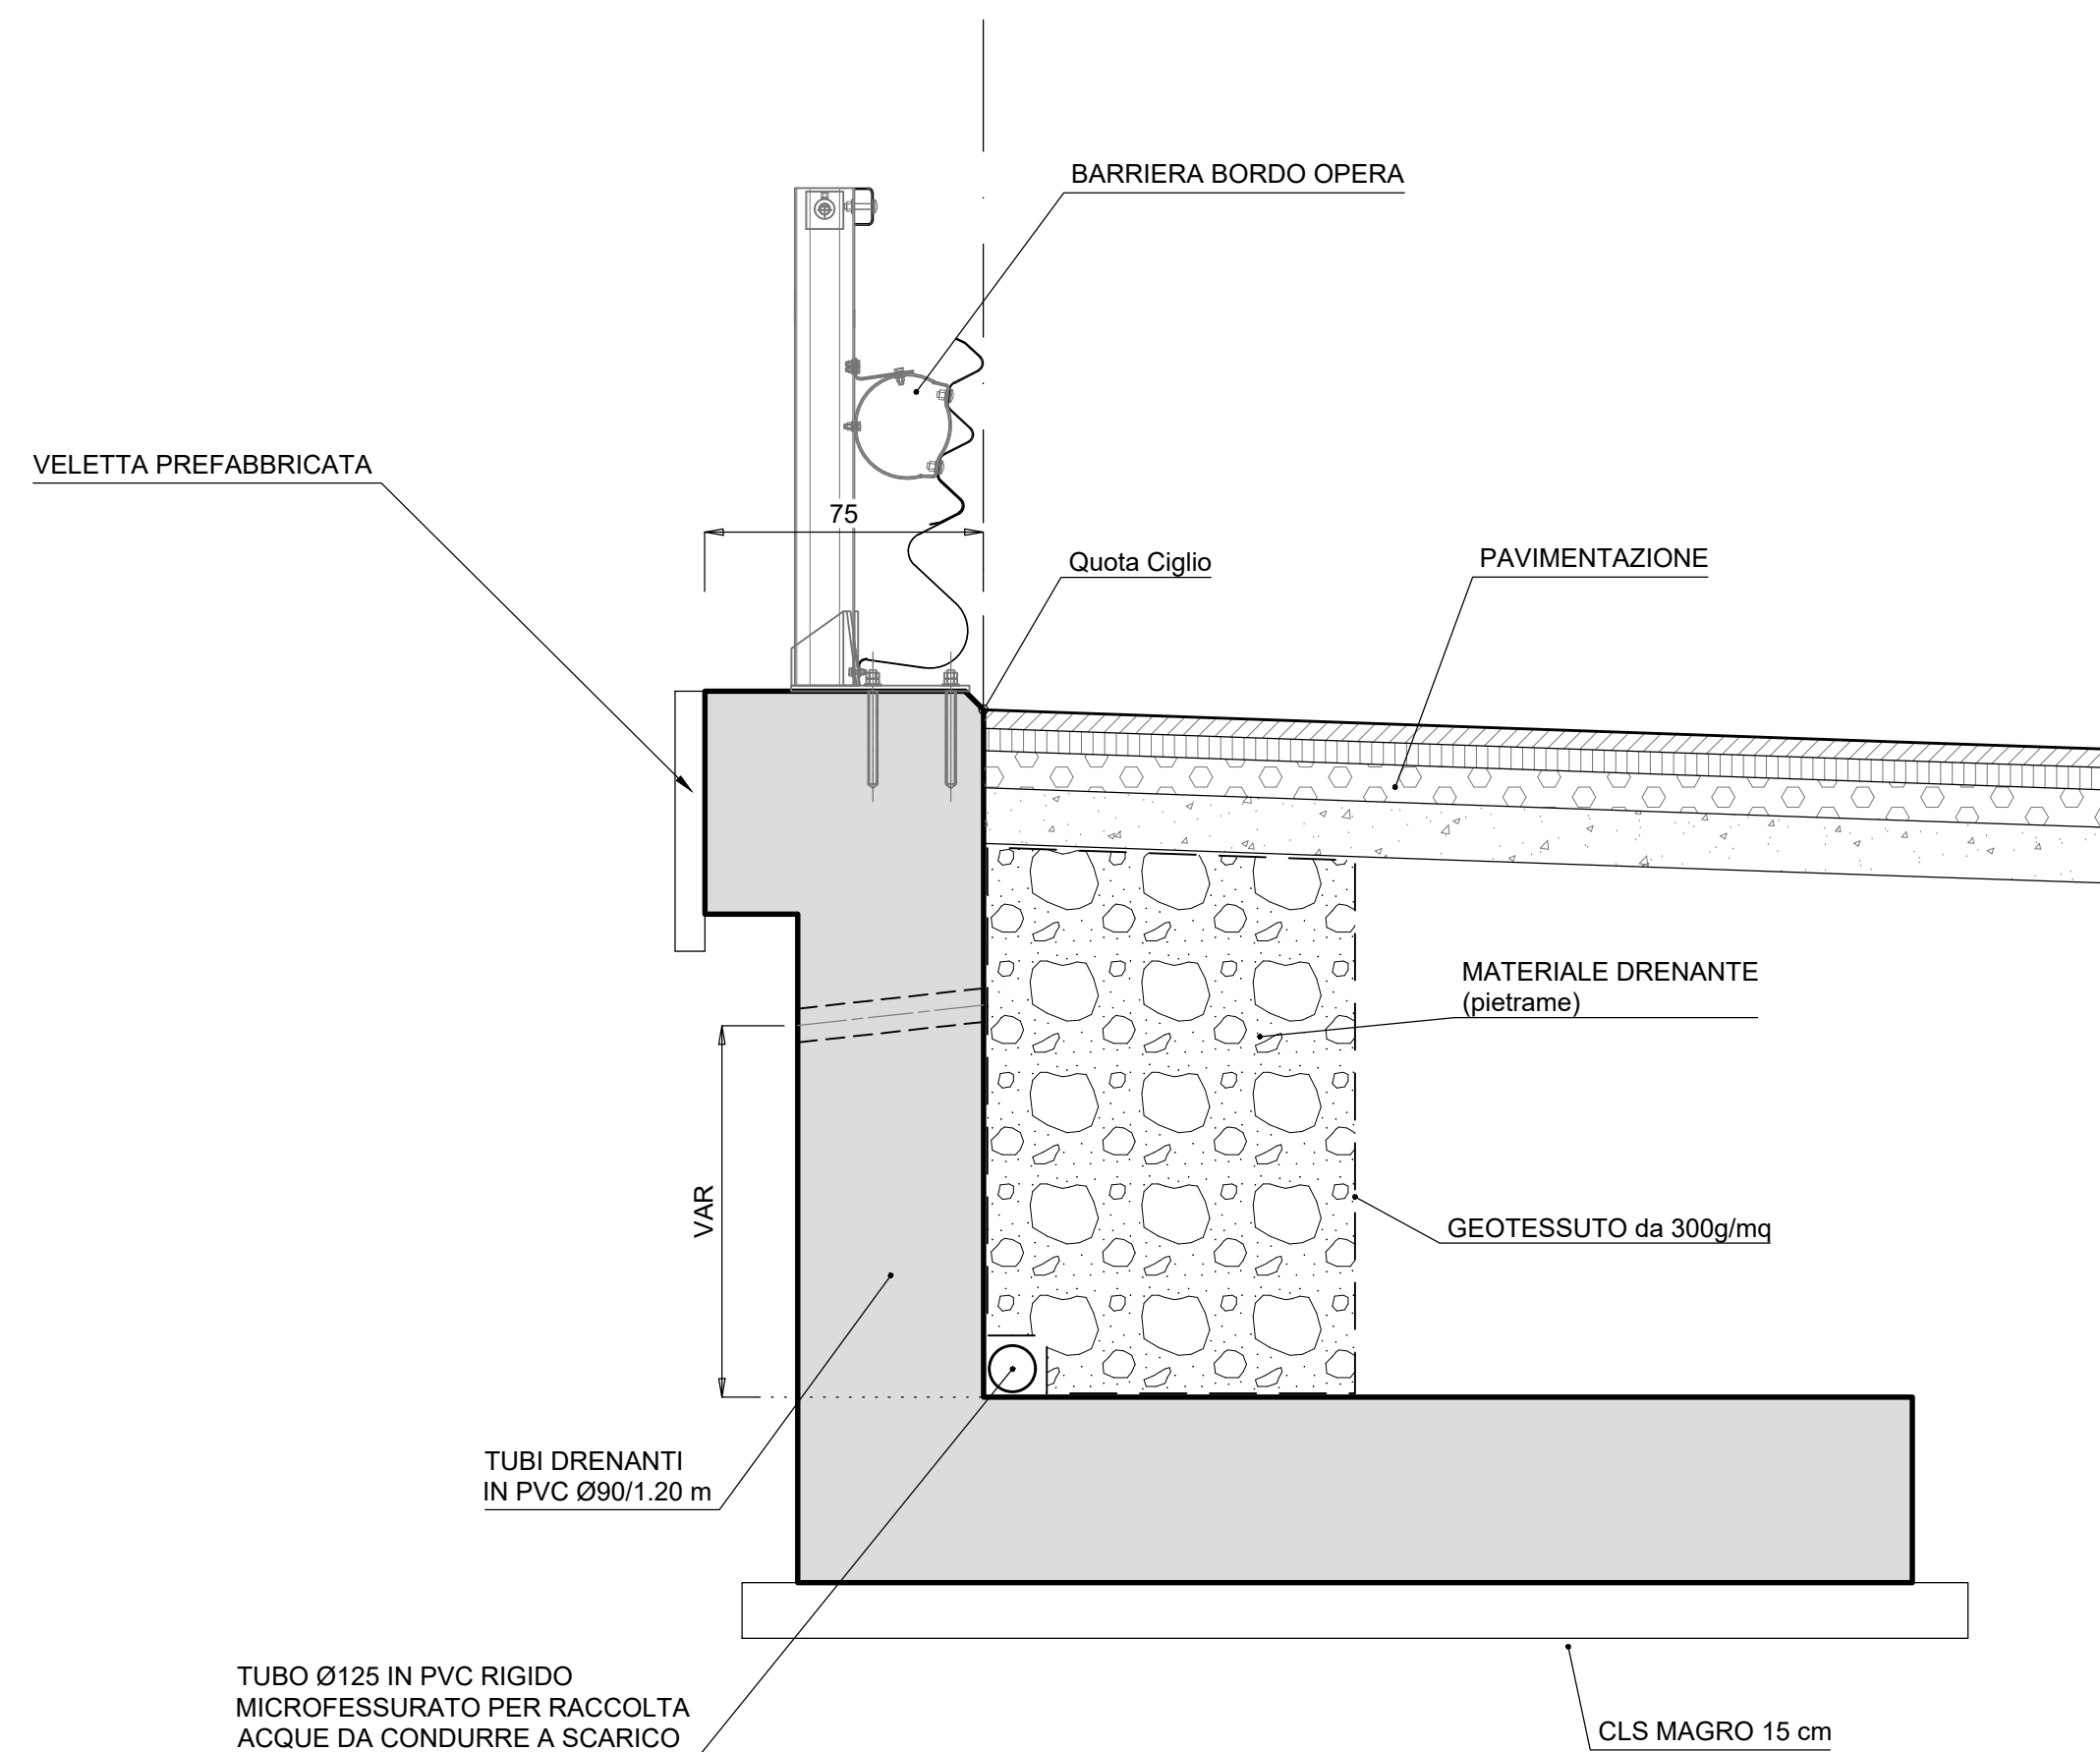 BARRIERA BORDO OPERA
VELETTA PREFABBRICATA
75
Quota Ciglio
PAVIMENTAZIONE
MATERIALE DRENANTE
(pietrame)
VAR
GEOTESSUTO da 300g/mq
TUBI DRENANTI
IN PVC Ø90/1.20 m
TUBO Ø125 IN PVC RIGIDO
MICROFESSURATO PER RACCOLTA
ACQUE DA CONDURRE A SCARICO
CLS MAGRO 15 cm